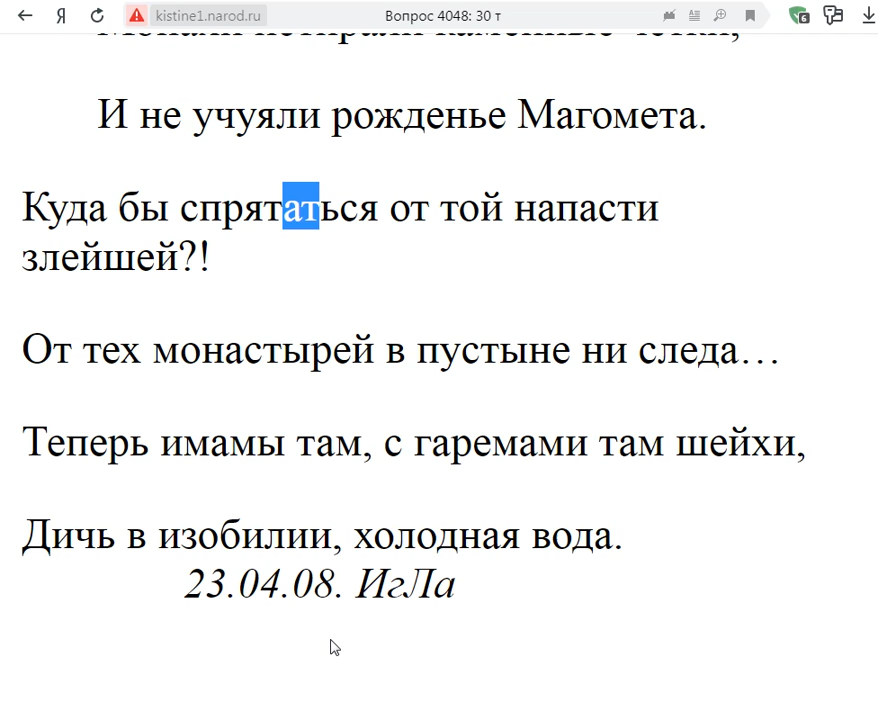 Я kistine1.narod.ru Вопрос 4048: 30 т 6
И не учуяли рожденье Магомета.
Куда бы спрятаться от той напасти
злейшей?!
От тех монастырей в пустыне ни следа…
Теперь имамы там, с гаремами там шейхи,
Дичь в изобилии, холодная вода.
23.04.08. ИгЛа